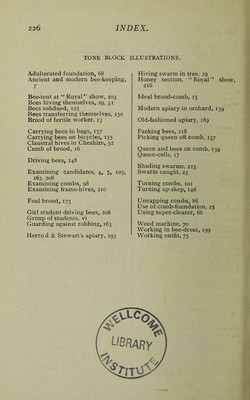 226
INDEX.
TONE BLOCK ILLUSTRATIONS.
Adulterated foundation, 68
Ancient and modern bee-keeping,
7
Bee-tent at "Royal" show, 203
Bees hiving themselves, 29, 31
Bees subdued, 125
Bees transferring themselves, 150
Brood of fertile worker, 13
Carrying bees in bags, 157
Carrying bees on bicycles, 155
Claustral hives in Cheshire, 52
Comb of brood, 16
Driving bees, 148
Examining candidates, 4, 5, 105,
163, 208
Examining combs, 98
Examining frame-hives, 210
Foul brood, 173
Girl student driving bees, 208
Group of students, vi
Guarding against robbing, 163
Herrod & Stewart's apiary, 193
Hiving swarm in tree, 19
Honey section, "Royal" show,
216
Ideal brood-comb, 13
Modern apiary in orchard, 139
Old-fashioned apiary, 189
Packing bees, 118
Picking queen off comb, 137
Queen and bees on comb, 139
Queen-cells, 17
Shading swarms, 213
Swarm caught, 23
Turning combs, 101
Turning up skep, 146
Uncapping combs, 86
Use of comb-foundation, 25
Using super-clearer, 66
Weed machine, 70
Working in bee-dress, 199
Working outfit, 75
WELLCOME
INSTITUTE
LIBRARY